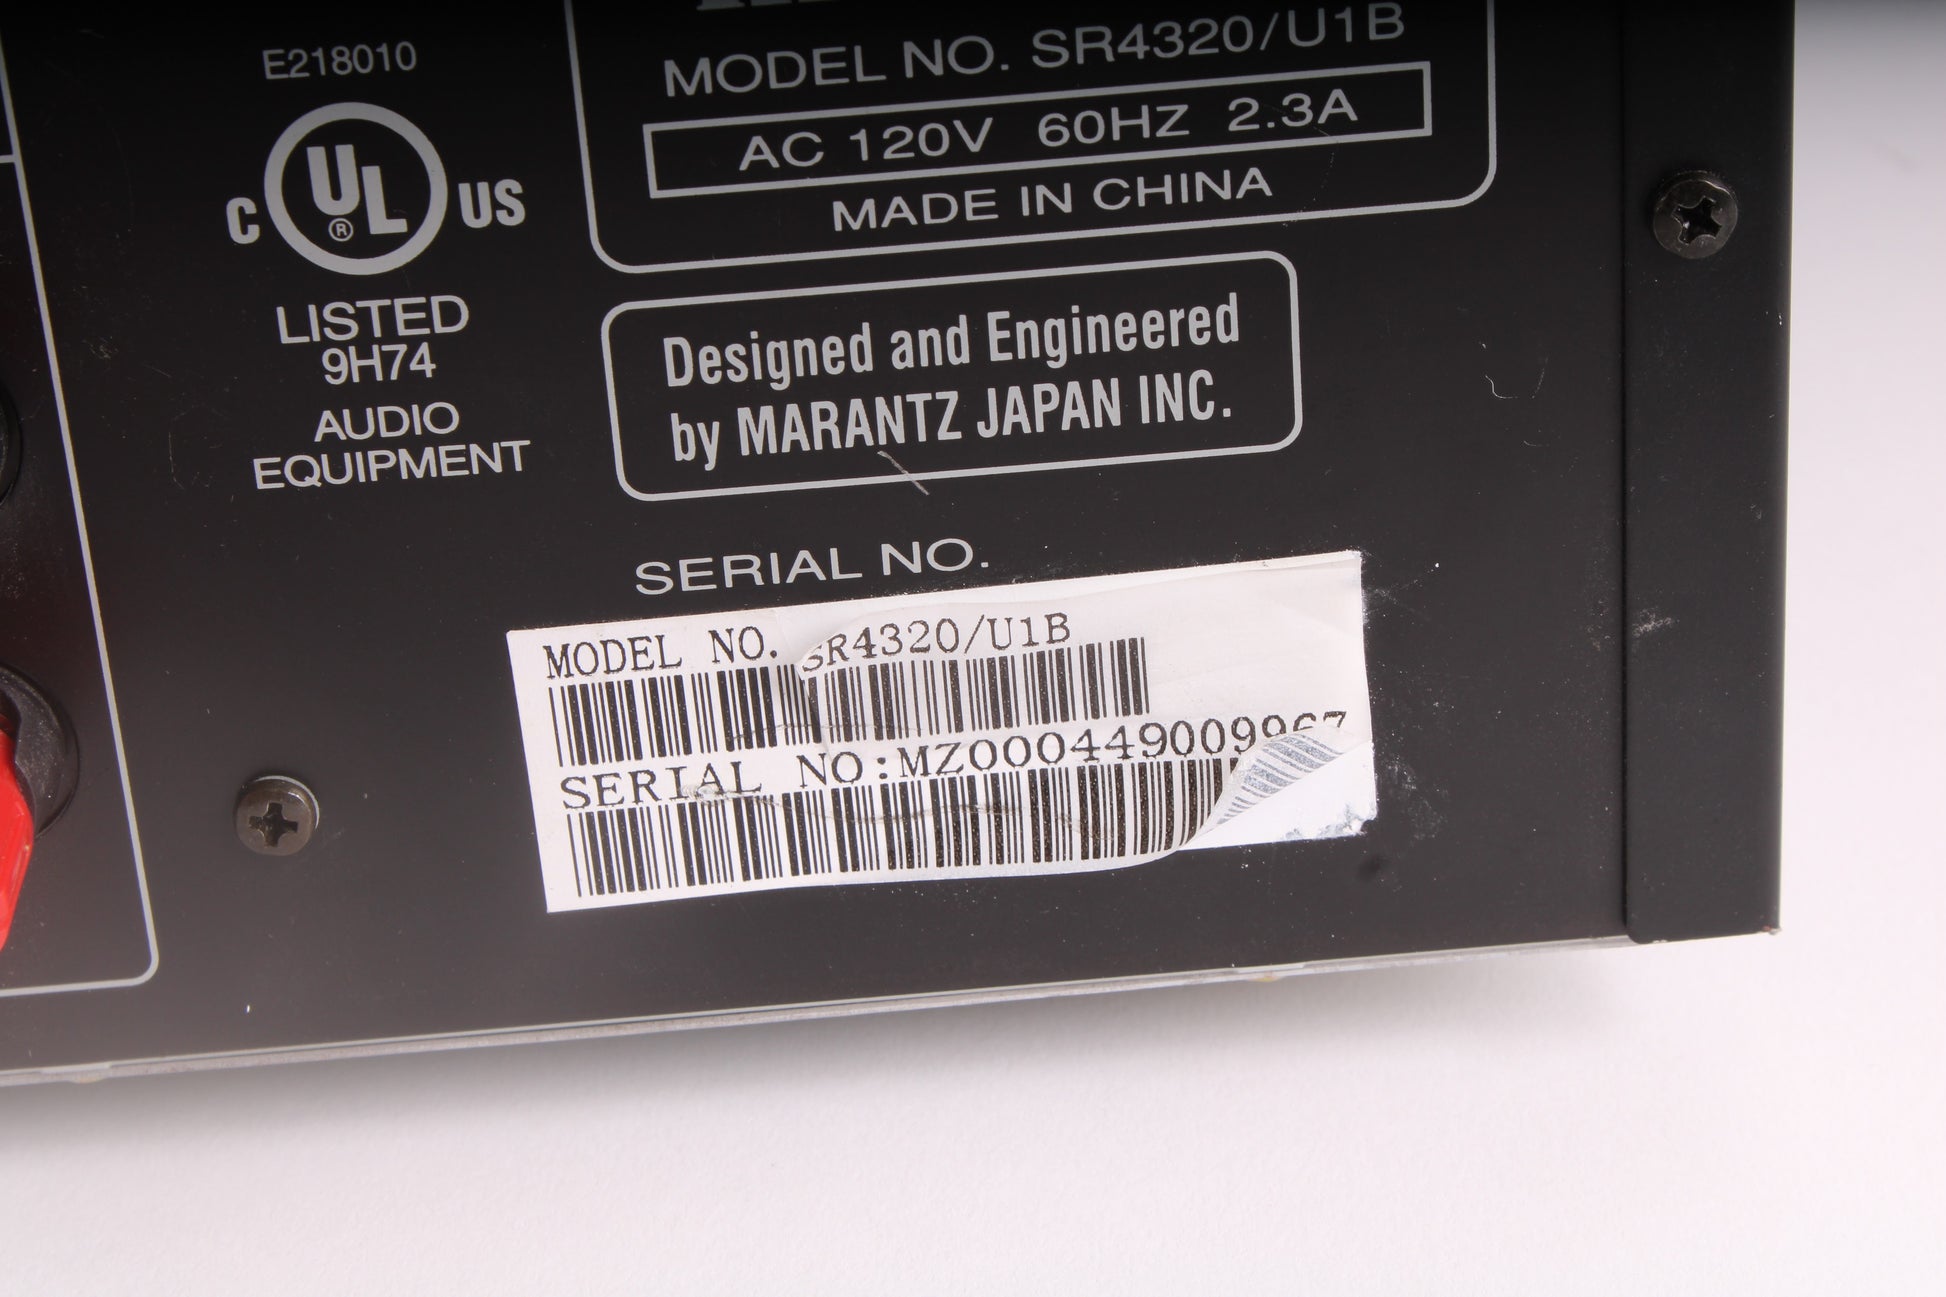 E218010
MODEL NO. SR4320/U1B
AC 120V 60HZ 2.3A
MADE IN CHINA
C UL® US
LISTED
9H74
AUDIO
EQUIPMENT
Designed and Engineered
by MARANTZ JAPAN INC.
SERIAL NO.
MODEL NO. SR4320/U1B
SERIAL NO:MZ000449009967